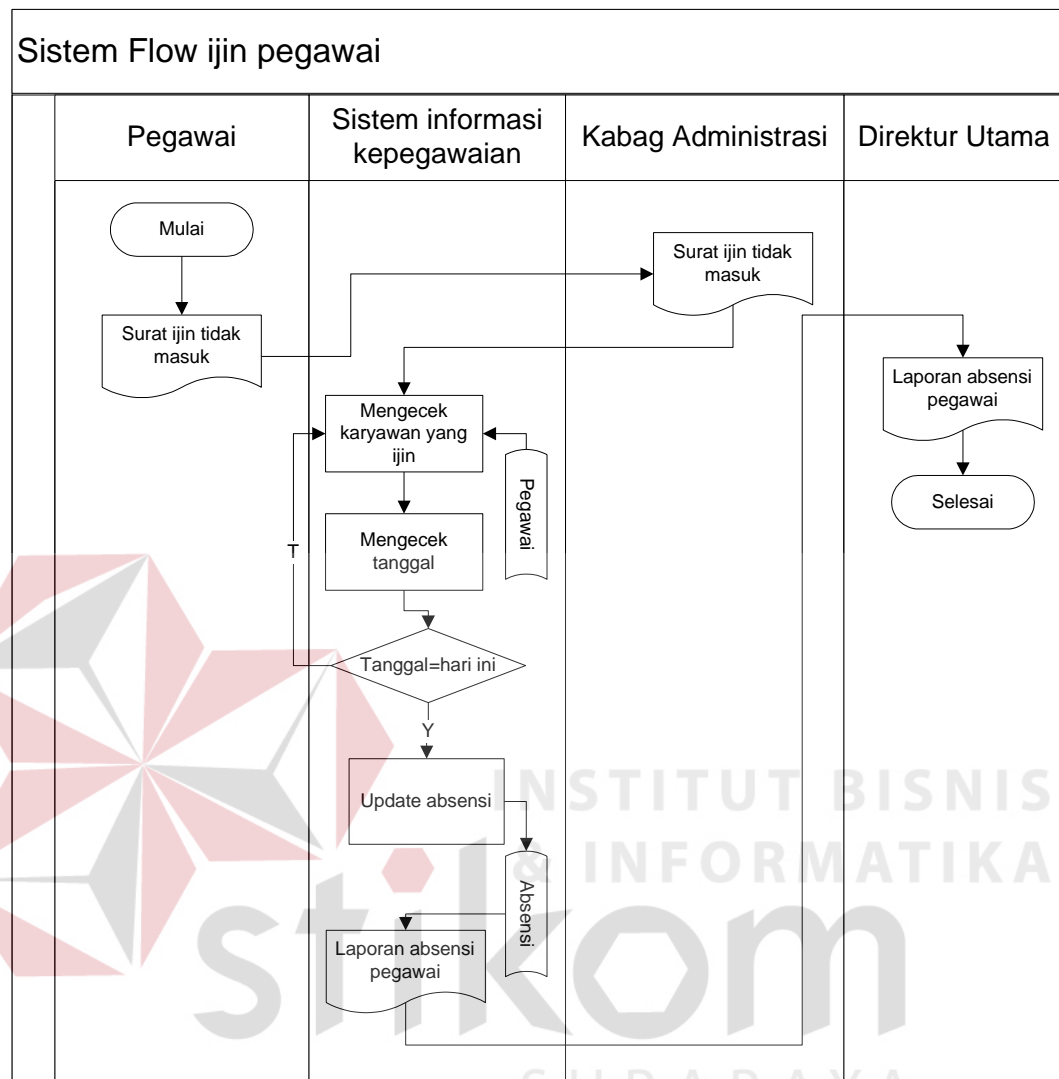 Sistem Flow ijin pegawai
Pegawai
Sistem informasi
kepegawaian
Kabag Administrasi
Direktur Utama
Mulai
Surat ijin tidak
masuk
Surat ijin tidak
masuk
Laporan absensi
pegawai
Mengecek
karyawan yang
ijin
Pegawai
Selesai
Mengecek
tanggal
T
Tanggal=hari ini
Y
Update absensi
Absensi
Laporan absensi
pegawai
INSTITUT BISNIS
& INFORMATIKA
stikom
SURABAYA